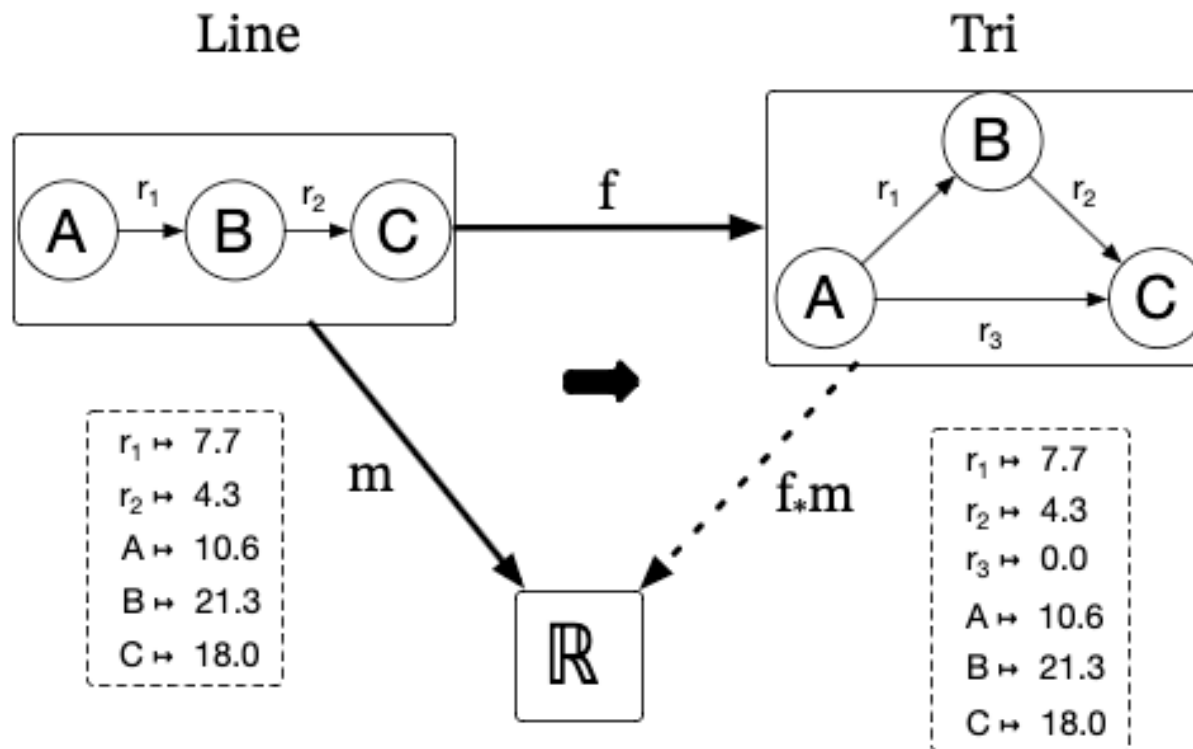 Line
Tri
A r₁ B r₂ C
f
B
r₁ r₂
A C
r₃
m
f*m
r₁ ↦ 7.7
r₂ ↦ 4.3
A ↦ 10.6
B ↦ 21.3
C ↦ 18.0
r₁ ↦ 7.7
r₂ ↦ 4.3
r₃ ↦ 0.0
A ↦ 10.6
B ↦ 21.3
C ↦ 18.0
ℝ